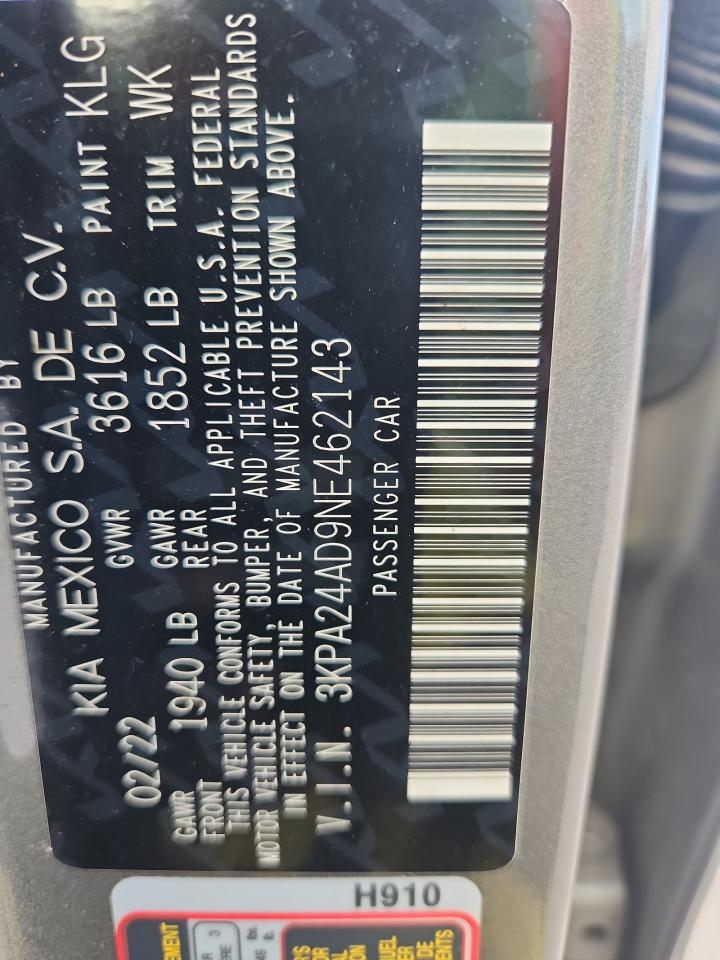 MANUFACTURED BY
KIA MEXICO S.A. DE C.V.
02/22 GVWR 3616 LB PAINT KLG
GAWR FRONT 1940 LB GAWR REAR 1852 LB TRIM WK
THIS VEHICLE CONFORMS TO ALL APPLICABLE U.S.A. FEDERAL
MOTOR VEHICLE SAFETY, BUMPER, AND THEFT PREVENTION STANDARDS
IN EFFECT ON THE DATE OF MANUFACTURE SHOWN ABOVE.
V.I.N. 3KPA24AD9NE462143
PASSENGER CAR
H910